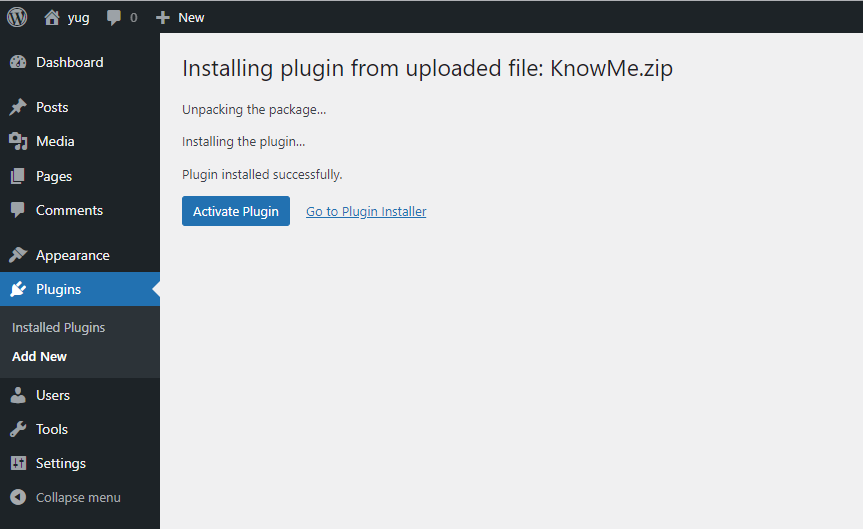 yug 0 New
Dashboard
Posts
Media
Pages
Comments
Appearance
Plugins
Installed Plugins
Add New
Users
Tools
Settings
Collapse menu
Installing plugin from uploaded file: KnowMe.zip
Unpacking the package…
Installing the plugin…
Plugin installed successfully.
Activate Plugin Go to Plugin Installer